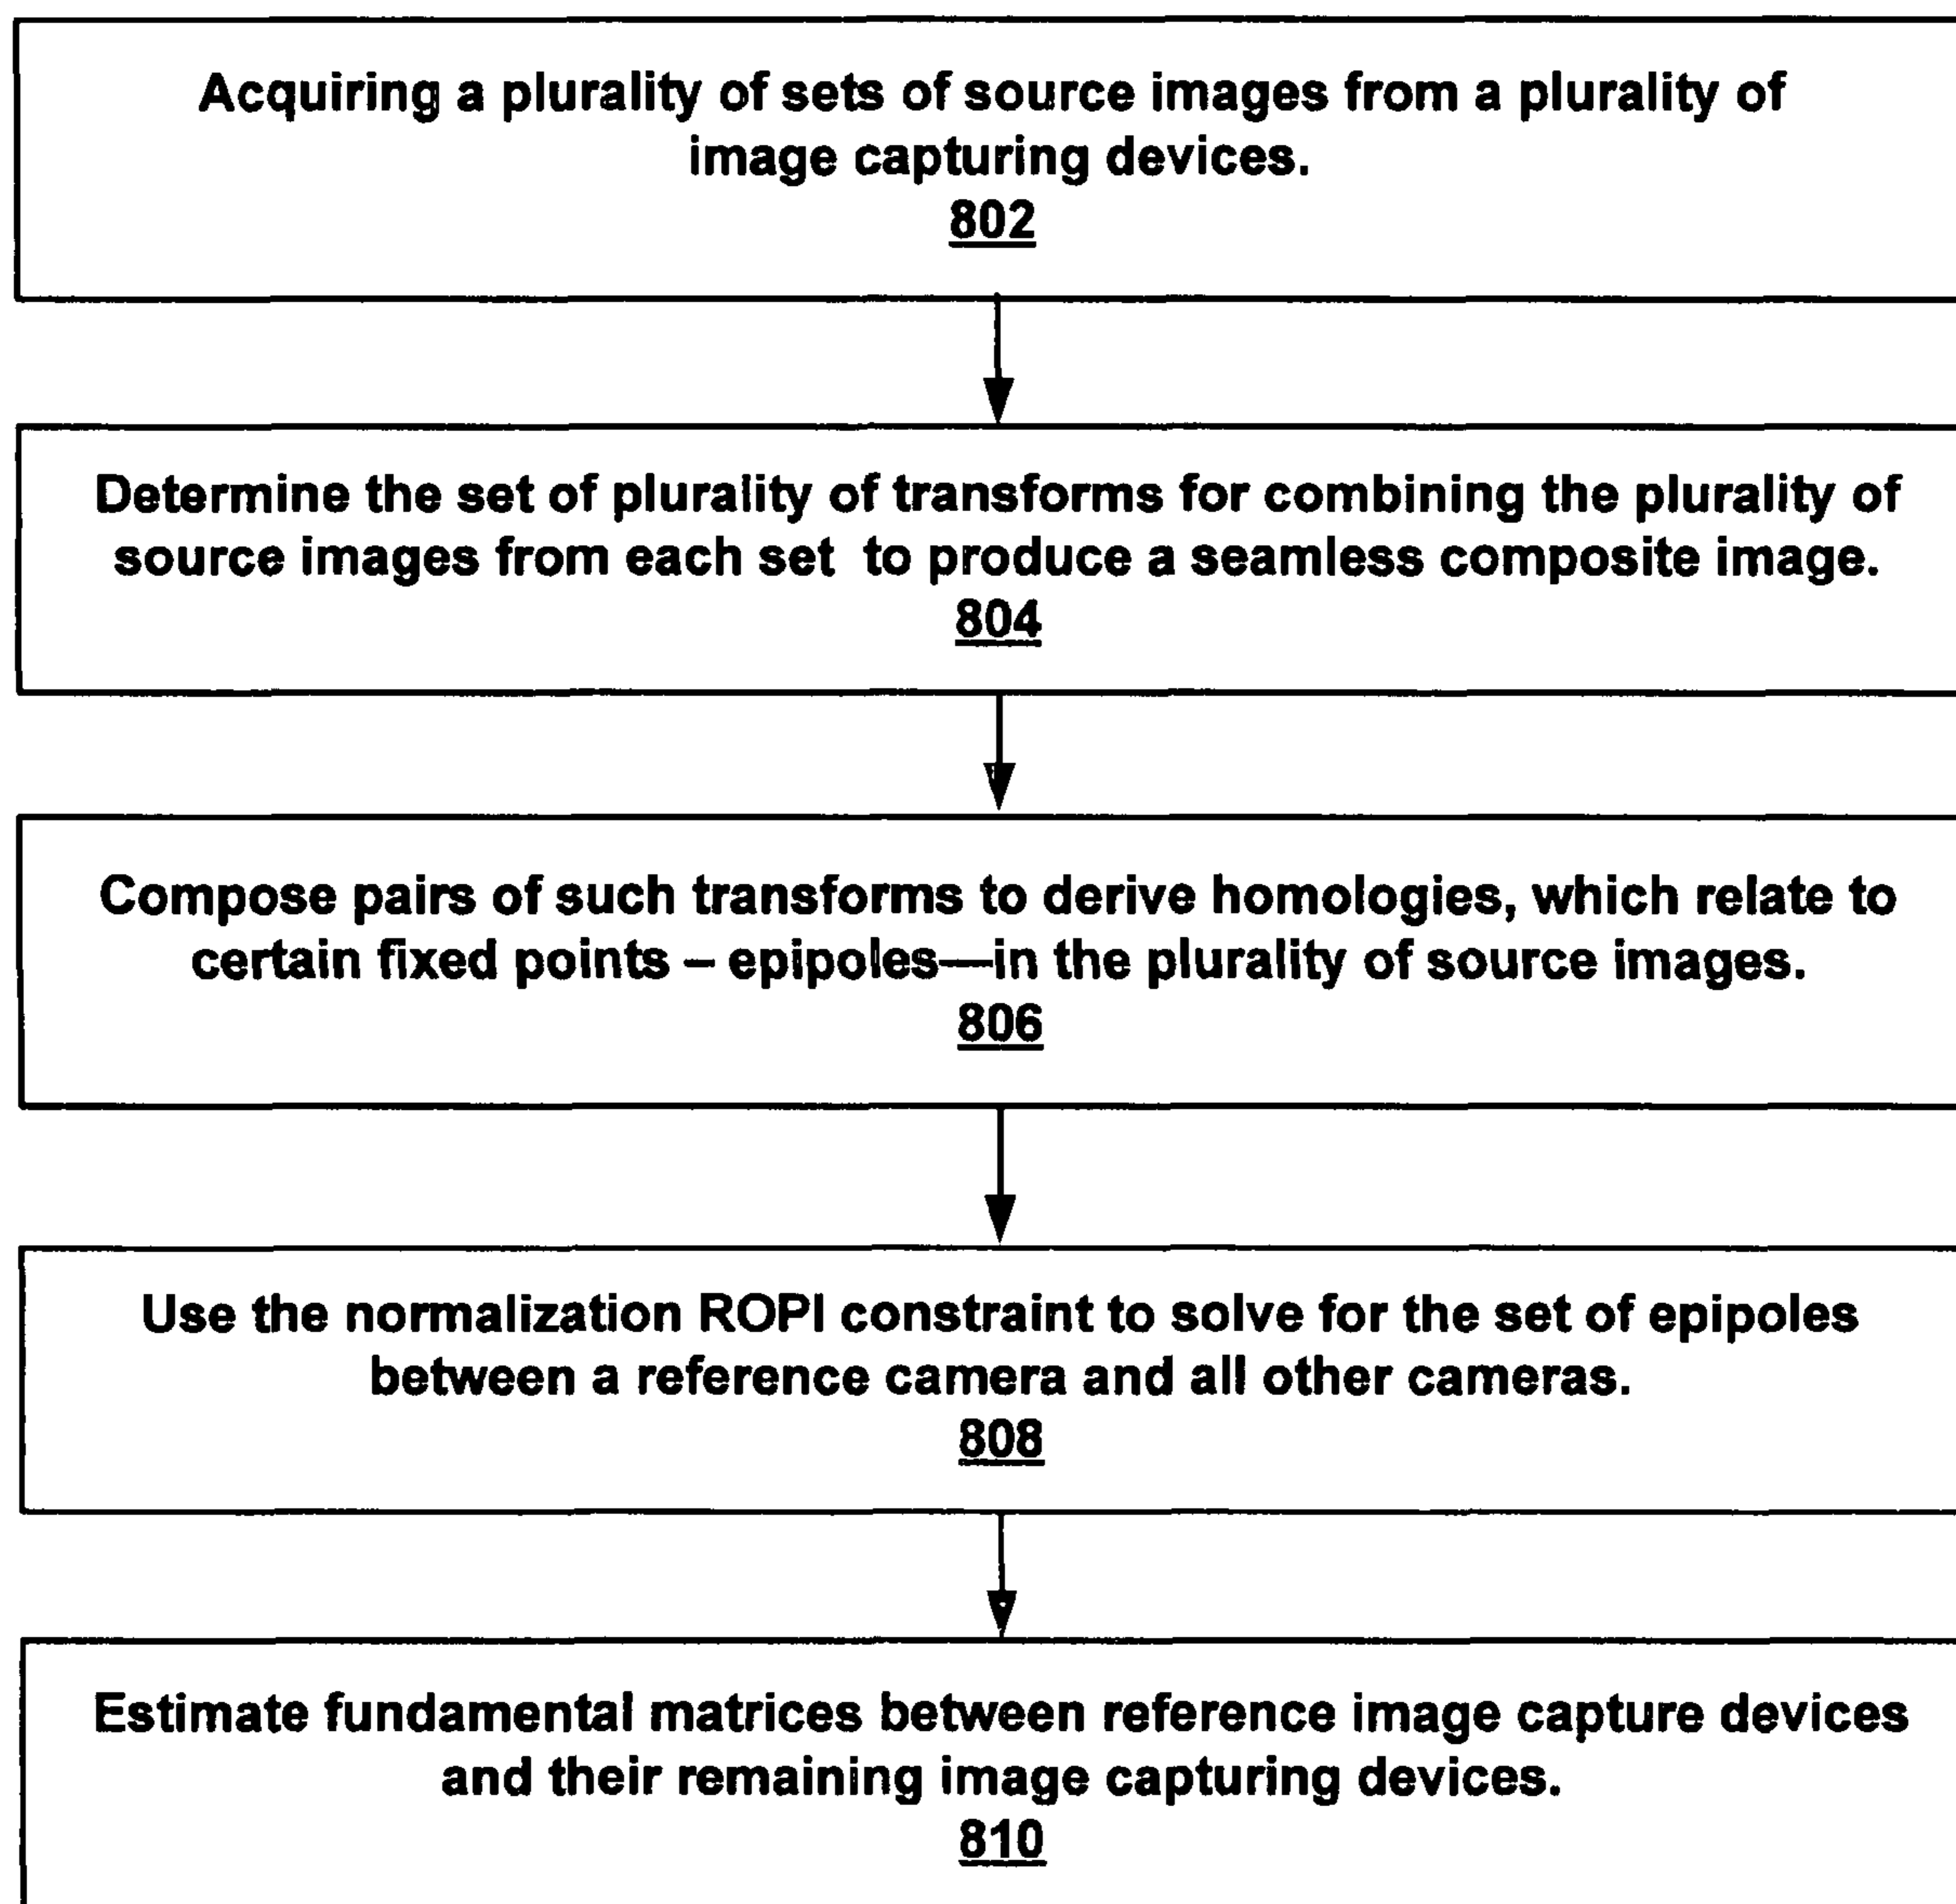 Acquiring a plurality of sets of source images from a plurality of
image capturing devices.
802
Determine the set of plurality of transforms for combining the plurality of
source images from each set to produce a seamless composite image.
804
Compose pairs of such transforms to derive homologies, which relate to
certain fixed points – epipoles—in the plurality of source images.
806
Use the normalization ROPI constraint to solve for the set of epipoles
between a reference camera and all other cameras.
808
Estimate fundamental matrices between reference image capture devices
and their remaining image capturing devices.
810